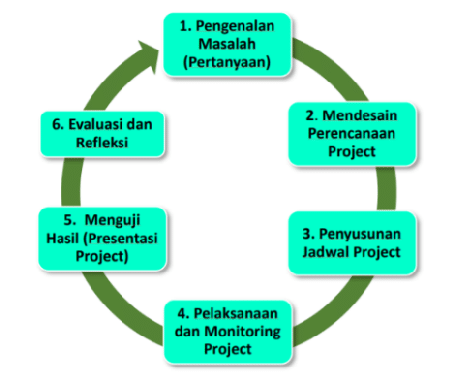 1. Pengenalan
Masalah
(Pertanyaan)
2. Mendesain
Perencanaan
Project
3. Penyusunan
Jadwal Project
4. Pelaksanaan
dan Monitoring
Project
5. Menguji
Hasil (Presentasi
Project)
6. Evaluasi dan
Refleksi